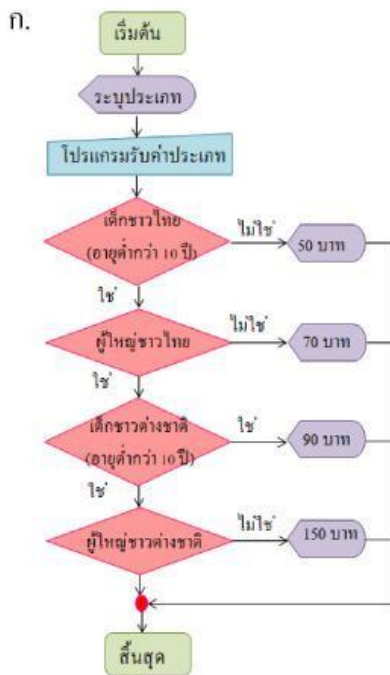 ก.
เริ่มต้น
ระบุประเภท
โปรแกรมรับค่าประเภท
เด็กชาวไทย
(อายุต่ำกว่า 10 ปี)
ไม่ใช่
50 บาท
ใช่
ผู้ใหญ่ชาวไทย
ไม่ใช่
70 บาท
ใช่
เด็กชาวต่างชาติ
(อายุต่ำกว่า 10 ปี)
ใช่
90 บาท
ใช่
ผู้ใหญ่ชาวต่างชาติ
ไม่ใช่
150 บาท
สิ้นสุด